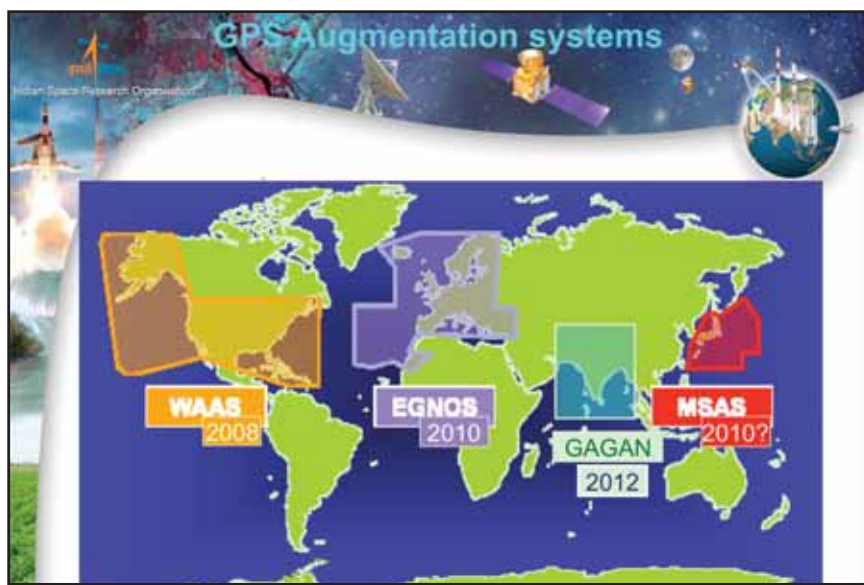 GPS Augmentation systems
Indian Space Research Organisation
WAAS
2008
EGNOS
2010
MSAS
2010?
GAGAN
2012